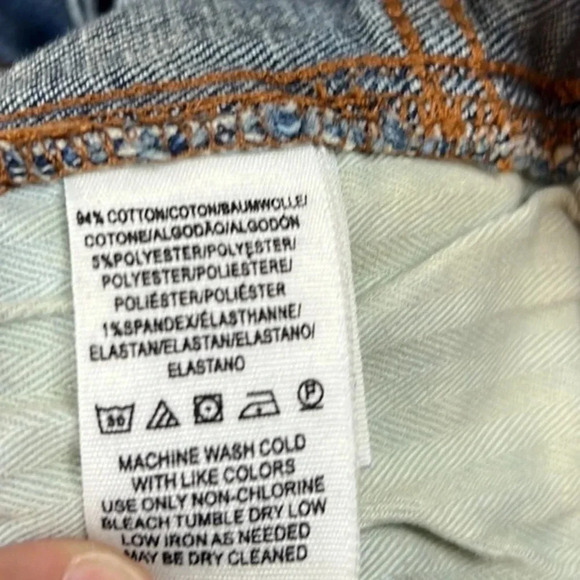 94% COTTON/COTON/BAUMWOLLE/
COTONE/ALGODÃO/ALGODÓN
5%POLYESTER/POLYESTER/
POLYESTER/POLIESTERE/
POLIÉSTER/POLIÉSTER
1%SPANDEX/ÉLASTHANNE/
ELASTAN/ELASTAN/ELASTANO/
ELASTANO
30 P
MACHINE WASH COLD
WITH LIKE COLORS
USE ONLY NON-CHLORINE
BLEACH TUMBLE DRY LOW
LOW IRON AS NEEDED
MAY BE DRY CLEANED